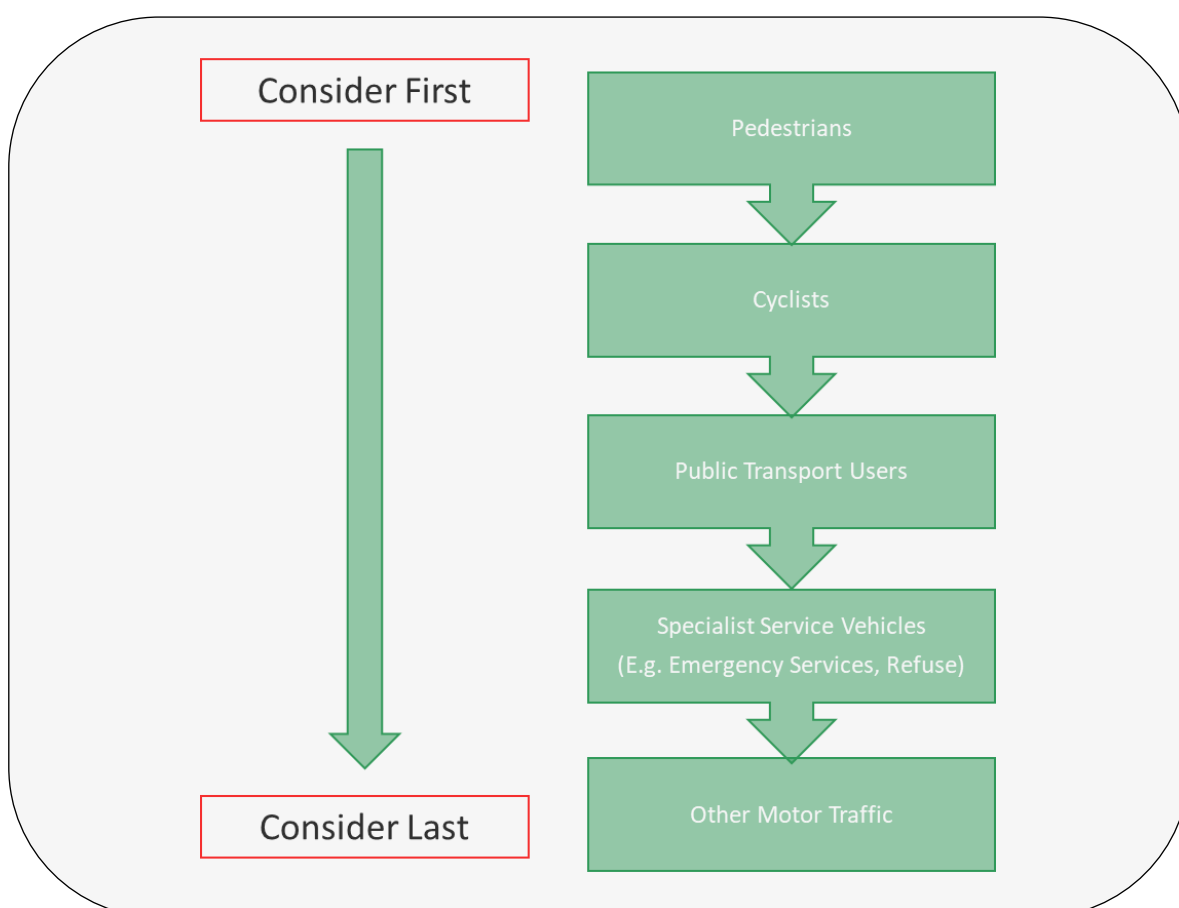 Consider First
Pedestrians
Cyclists
Public Transport Users
Specialist Service Vehicles
(E.g. Emergency Services, Refuse)
Consider Last
Other Motor Traffic